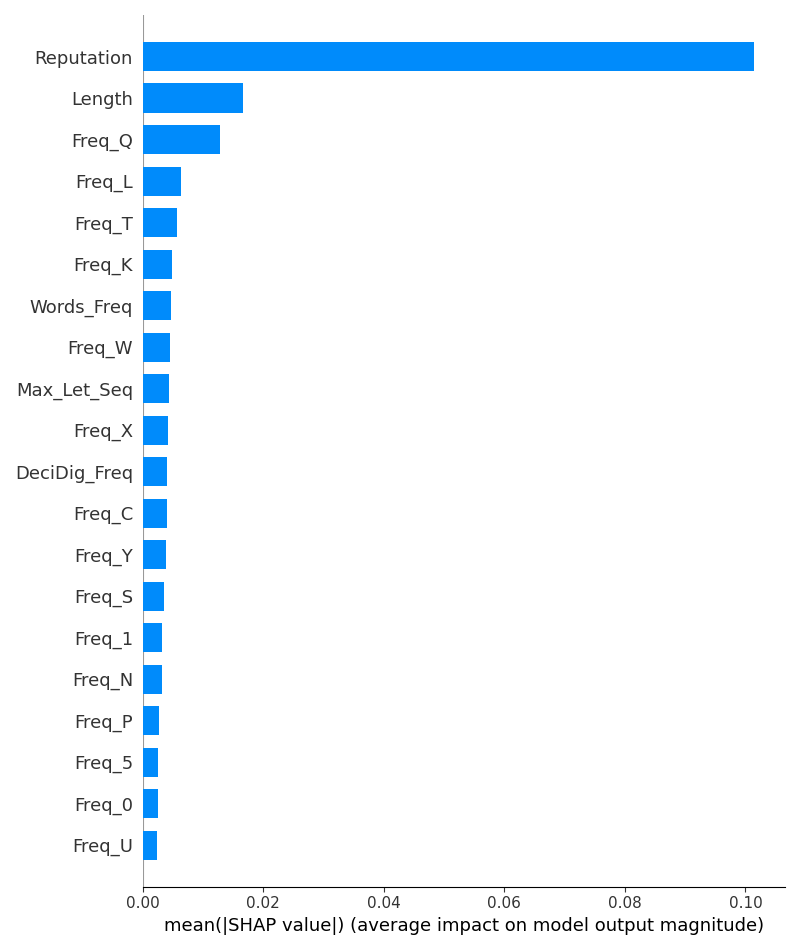 Reputation
Length
Freq_Q
Freq_L
Freq_T
Freq_K
Words_Freq
Freq_W
Max_Let_Seq
Freq_X
DeciDig_Freq
Freq_C
Freq_Y
Freq_S
Freq_1
Freq_N
Freq_P
Freq_5
Freq_0
Freq_U
0.00 0.02 0.04 0.06 0.08 0.10
mean(|SHAP value|) (average impact on model output magnitude)